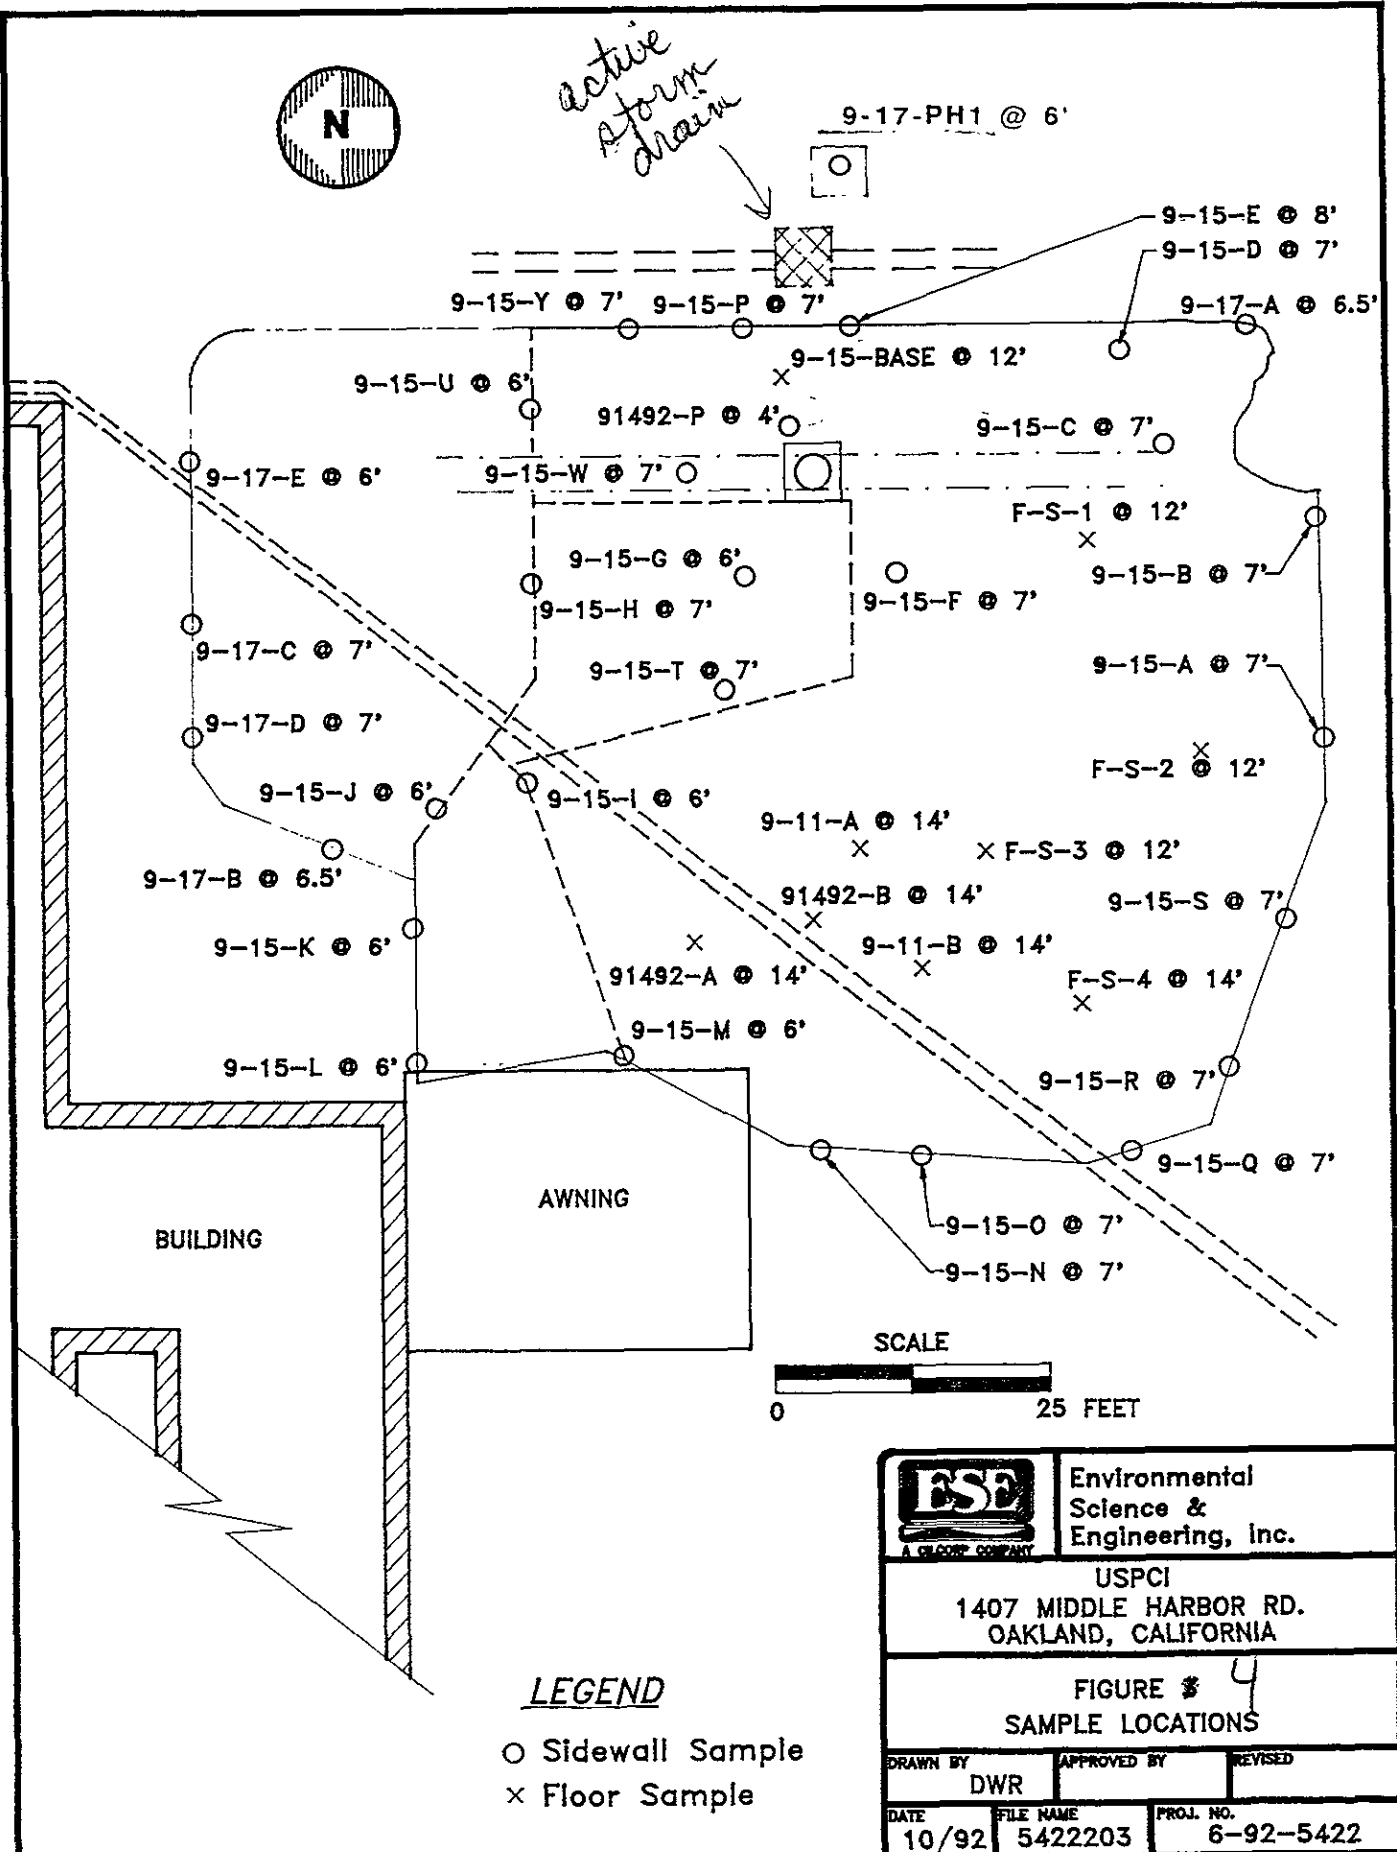 active
storm
drain
N
9-17-PH1 @ 6'
9-15-E @ 8'
9-15-D @ 7'
9-15-Y @ 7'
9-15-P @ 7'
9-17-A @ 6.5'
9-15-BASE @ 12'
9-15-U @ 6'
91492-P @ 4'
9-15-C @ 7'
9-17-E @ 6'
9-15-W @ 7'
F-S-1 @ 12'
9-15-G @ 6'
9-15-B @ 7'
9-15-H @ 7'
9-15-F @ 7'
9-17-C @ 7'
9-15-T @ 7'
9-15-A @ 7'
9-17-D @ 7'
F-S-2 @ 12'
9-15-J @ 6'
9-15-I @ 6'
9-11-A @ 14'
F-S-3 @ 12'
9-17-B @ 6.5'
91492-B @ 14'
9-15-S @ 7'
9-15-K @ 6'
9-11-B @ 14'
91492-A @ 14'
F-S-4 @ 14'
9-15-M @ 6'
9-15-L @ 6'
9-15-R @ 7'
9-15-Q @ 7'
AWNING
9-15-O @ 7'
BUILDING
9-15-N @ 7'
SCALE
0 25 FEET
ESE
A CILCORP COMPANY
Environmental
Science &
Engineering, Inc.
USPCI
1407 MIDDLE HARBOR RD.
OAKLAND, CALIFORNIA
FIGURE 4
SAMPLE LOCATIONS
DRAWN BY
DWR
APPROVED BY
REVISED
DATE
10/92
FILE NAME
5422203
PROJ. NO.
6-92-5422
LEGEND
Sidewall Sample
Floor Sample